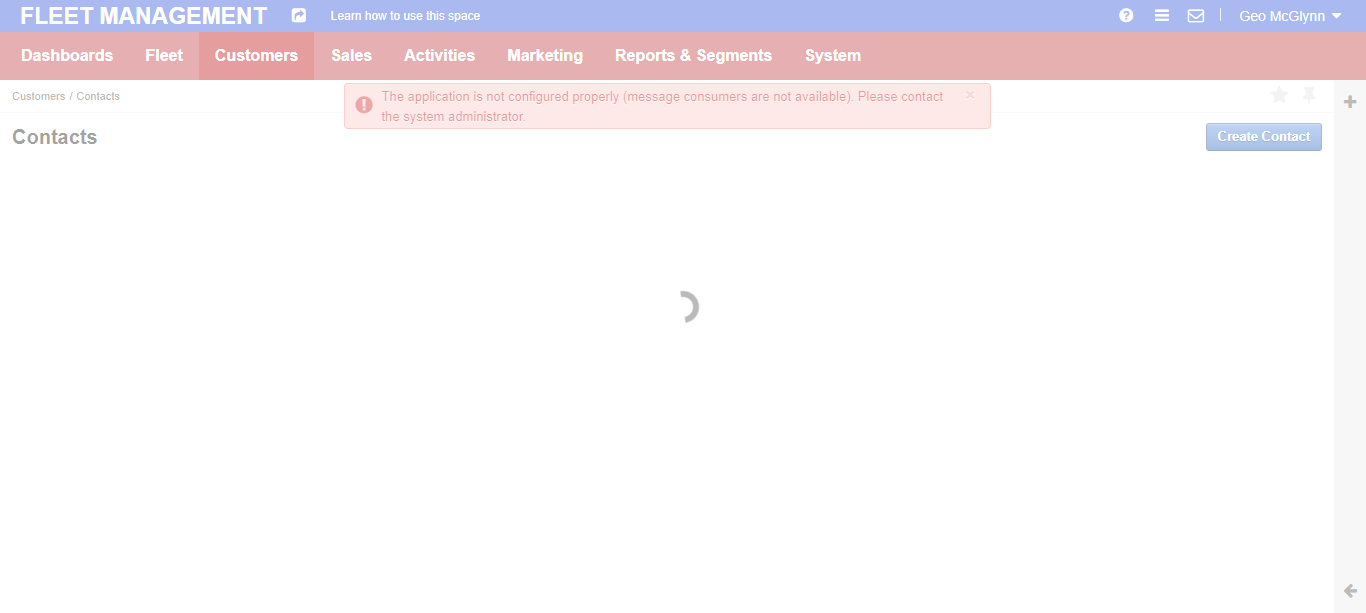 FLEET MANAGEMENT
Learn how to use this space
Geo McGlynn
Dashboards
Fleet
Customers
Sales
Activities
Marketing
Reports & Segments
System
Customers / Contacts
The application is not configured properly (message consumers are not available). Please contact
the system administrator.
×
Contacts
Create Contact